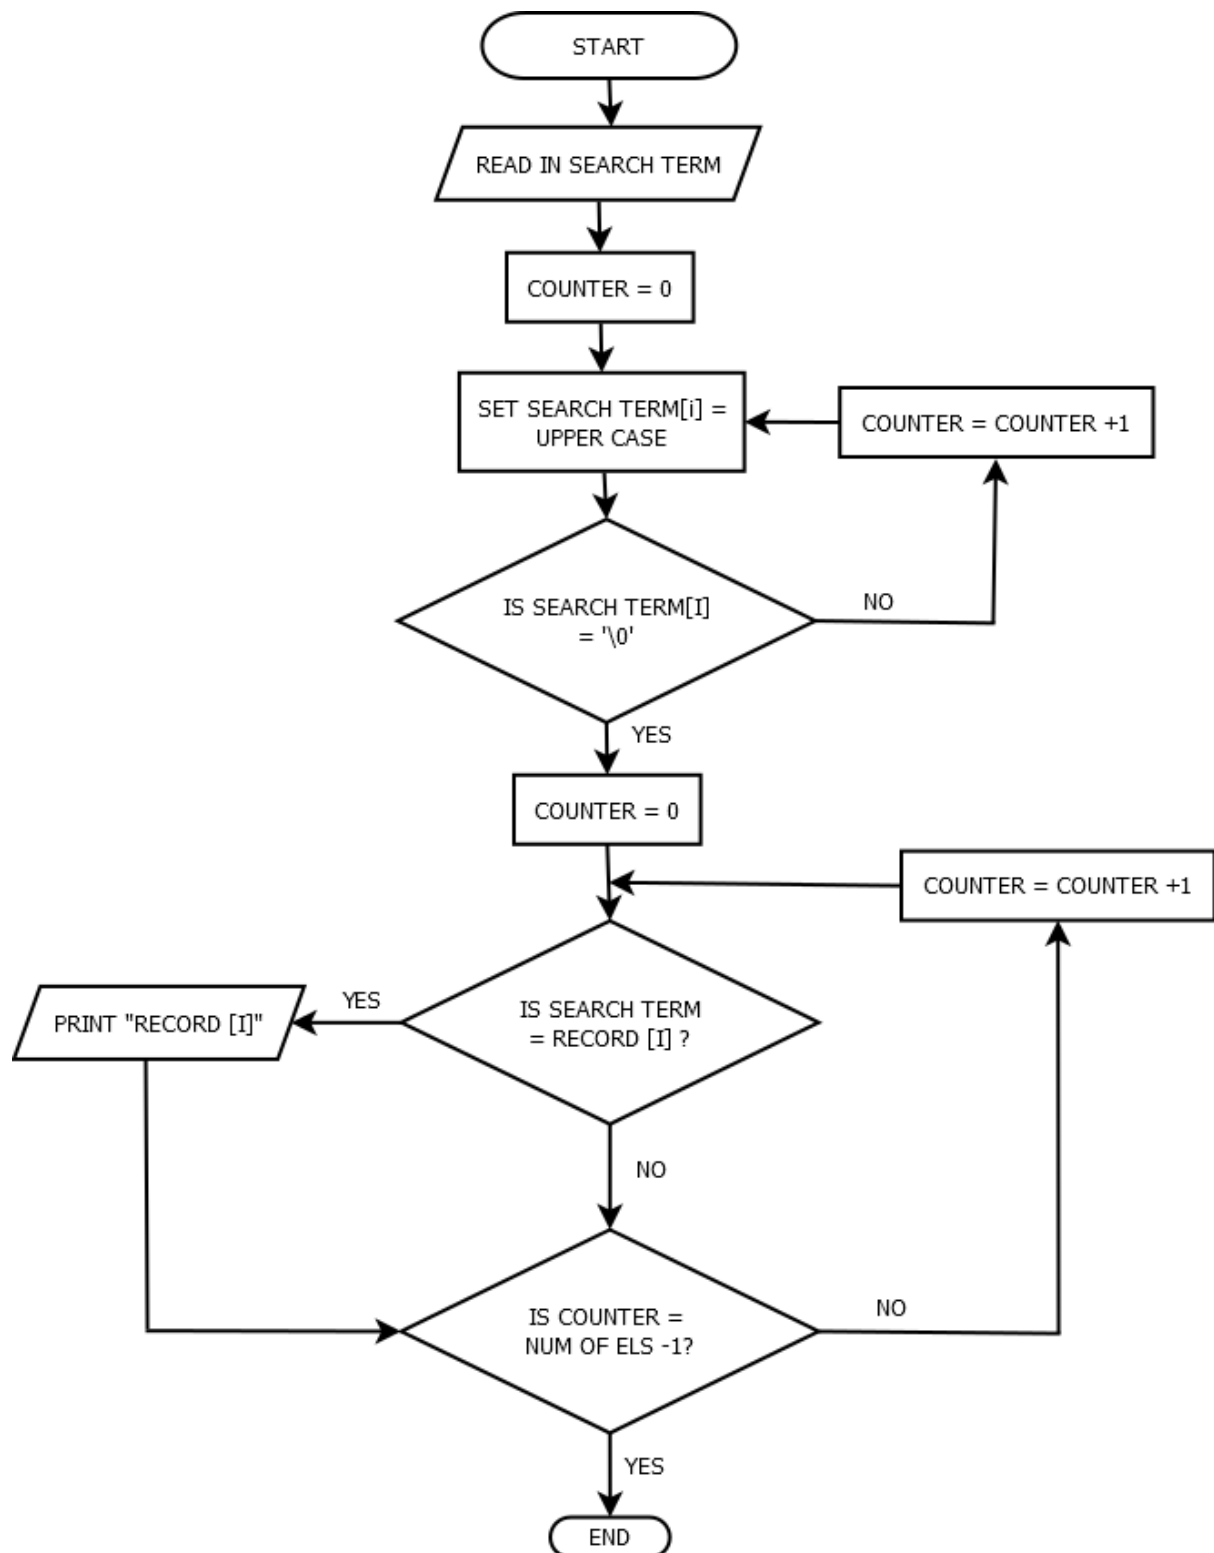 START
READ IN SEARCH TERM
COUNTER = 0
SET SEARCH TERM[i] =
UPPER CASE
COUNTER = COUNTER +1
IS SEARCH TERM[I]
= '\0'
NO
YES
COUNTER = 0
COUNTER = COUNTER +1
IS SEARCH TERM
= RECORD [I] ?
YES
PRINT "RECORD [I]"
NO
IS COUNTER =
NUM OF ELS -1?
NO
YES
END